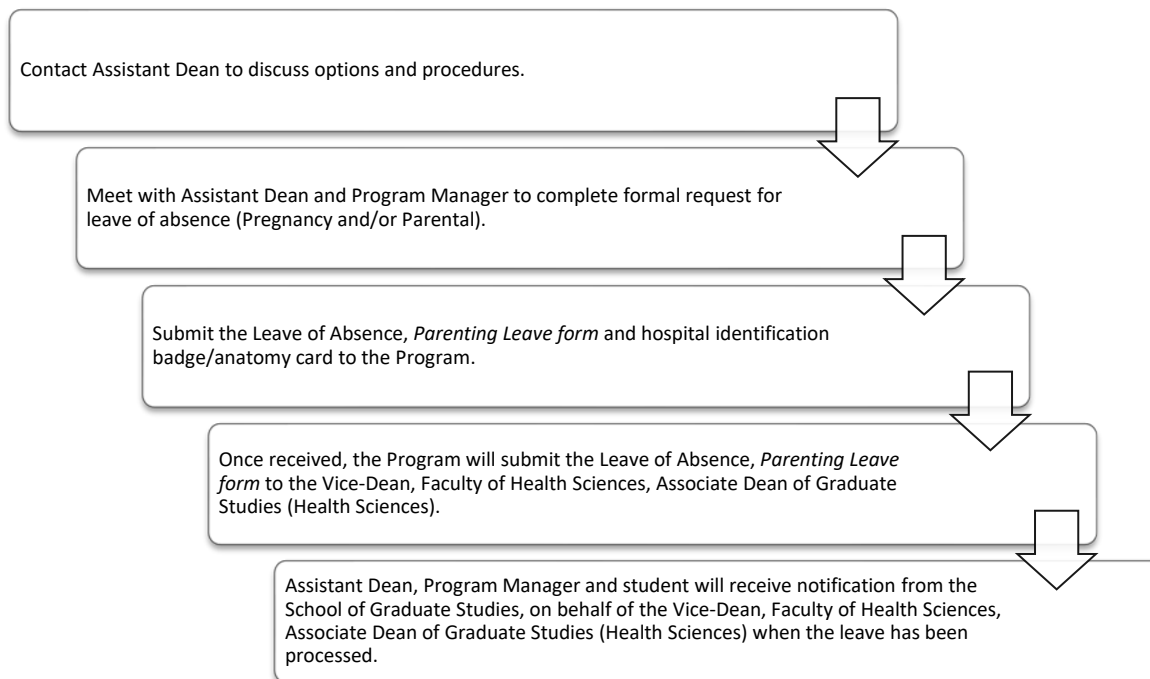 Contact Assistant Dean to discuss options and procedures.
Meet with Assistant Dean and Program Manager to complete formal request for
leave of absence (Pregnancy and/or Parental).
Submit the Leave of Absence, Parenting Leave form and hospital identification
badge/anatomy card to the Program.
Once received, the Program will submit the Leave of Absence, Parenting Leave
form to the Vice-Dean, Faculty of Health Sciences, Associate Dean of Graduate
Studies (Health Sciences).
Assistant Dean, Program Manager and student will receive notification from the
School of Graduate Studies, on behalf of the Vice-Dean, Faculty of Health Sciences,
Associate Dean of Graduate Studies (Health Sciences) when the leave has been
processed.